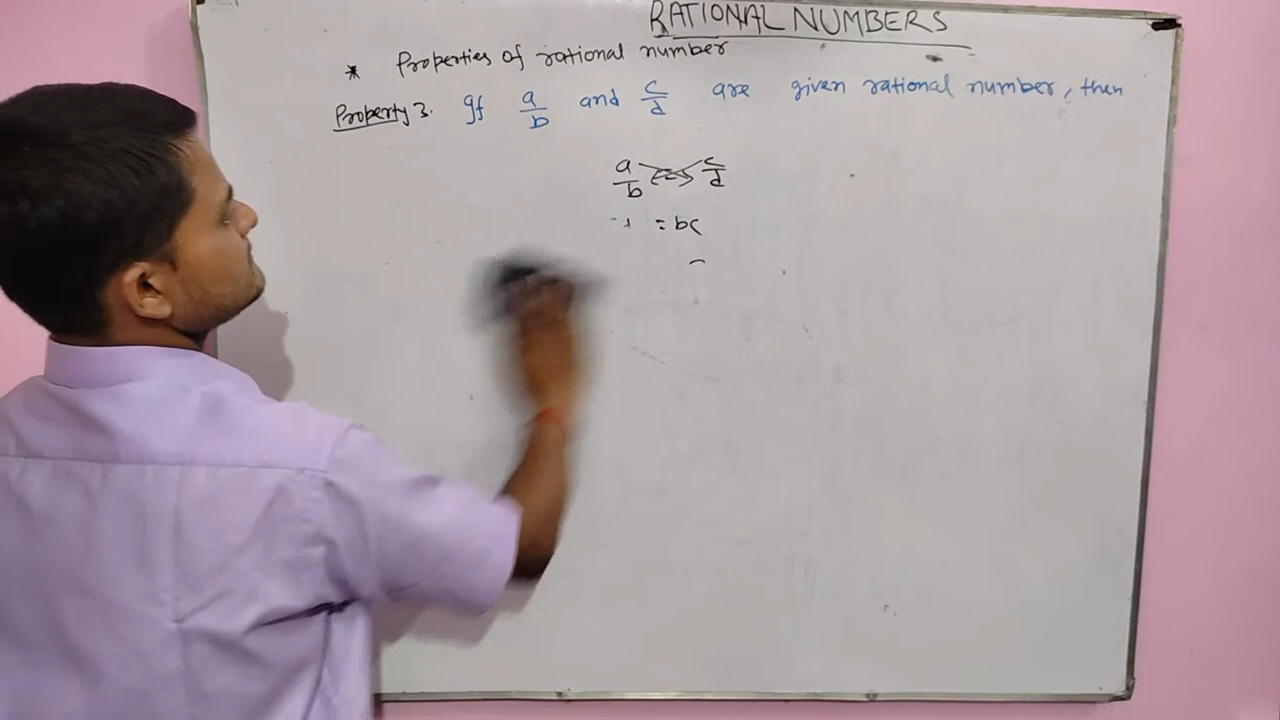 RATIONAL NUMBERS
* Properties of rational number
Property 3. If a/b and c/d are given rational number, then
a/b c/d
= bc